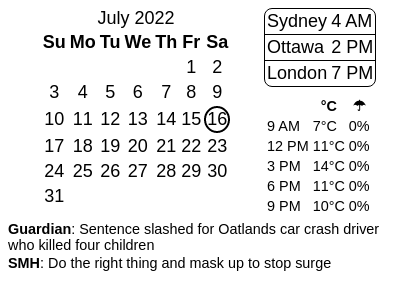 July 2022
Su Mo Tu We Th Fr Sa
1 2
3 4 5 6 7 8 9
10 11 12 13 14 15 16
17 18 19 20 21 22 23
24 25 26 27 28 29 30
31
Sydney 4 AM
Ottawa 2 PM
London 7 PM
°C ☂
9 AM 7°C 0%
12 PM 11°C 0%
3 PM 14°C 0%
6 PM 11°C 0%
9 PM 10°C 0%
Guardian: Sentence slashed for Oatlands car crash driver
who killed four children
SMH: Do the right thing and mask up to stop surge